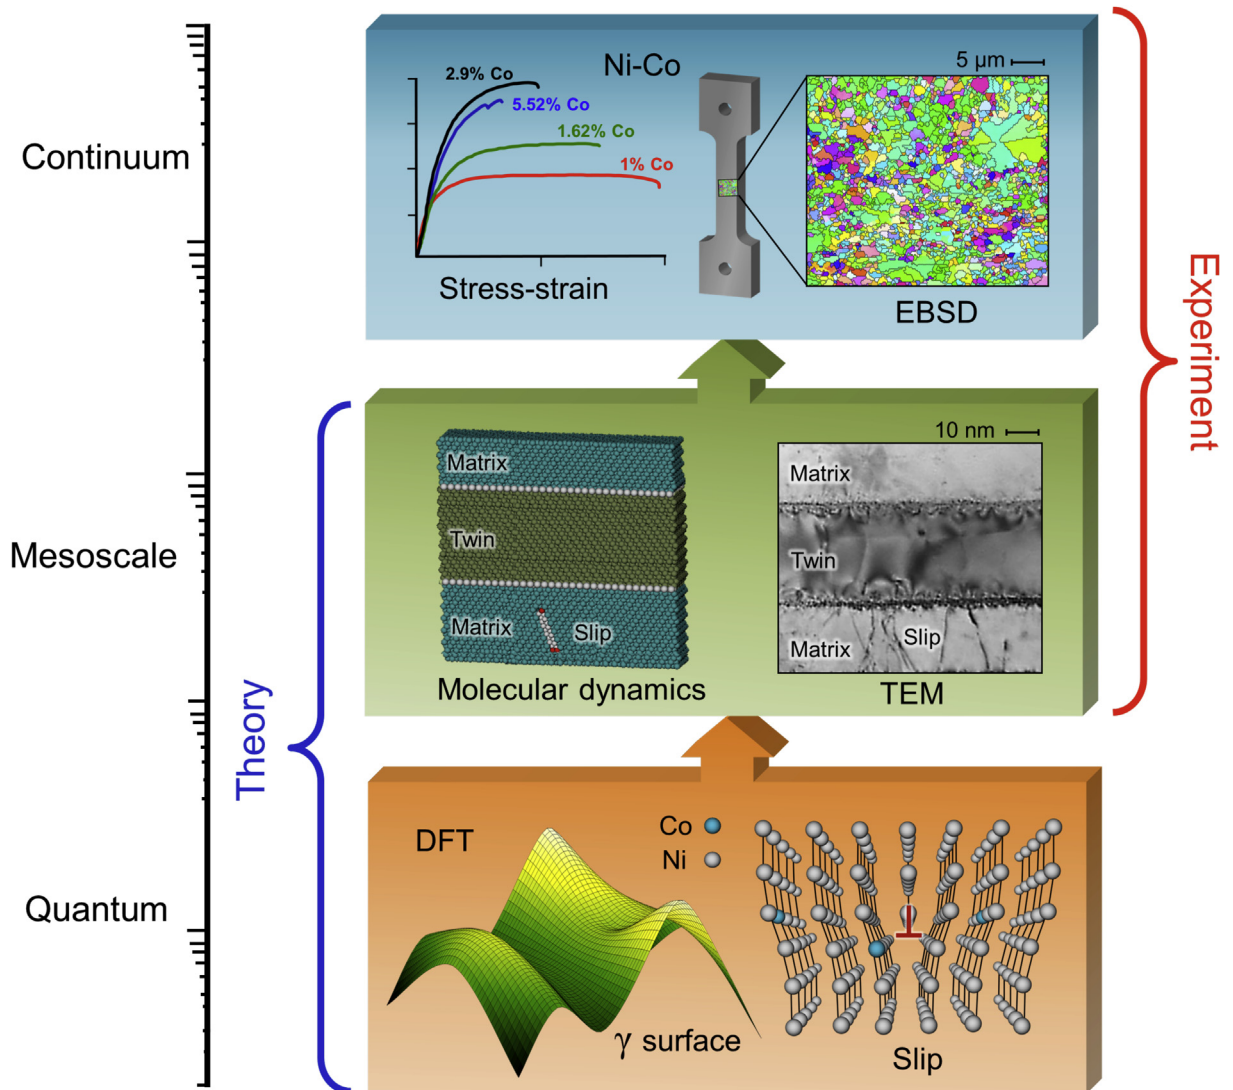 Continuum
Mesoscale
Quantum
Theory
Experiment
Ni-Co
2.9% Co
5.52% Co
1.62% Co
1% Co
Stress-strain
5 μm
EBSD
Matrix
Twin
Matrix
Slip
Molecular dynamics
10 nm
Matrix
Twin
Slip
Matrix
TEM
DFT
γ surface
Co
Ni
Slip